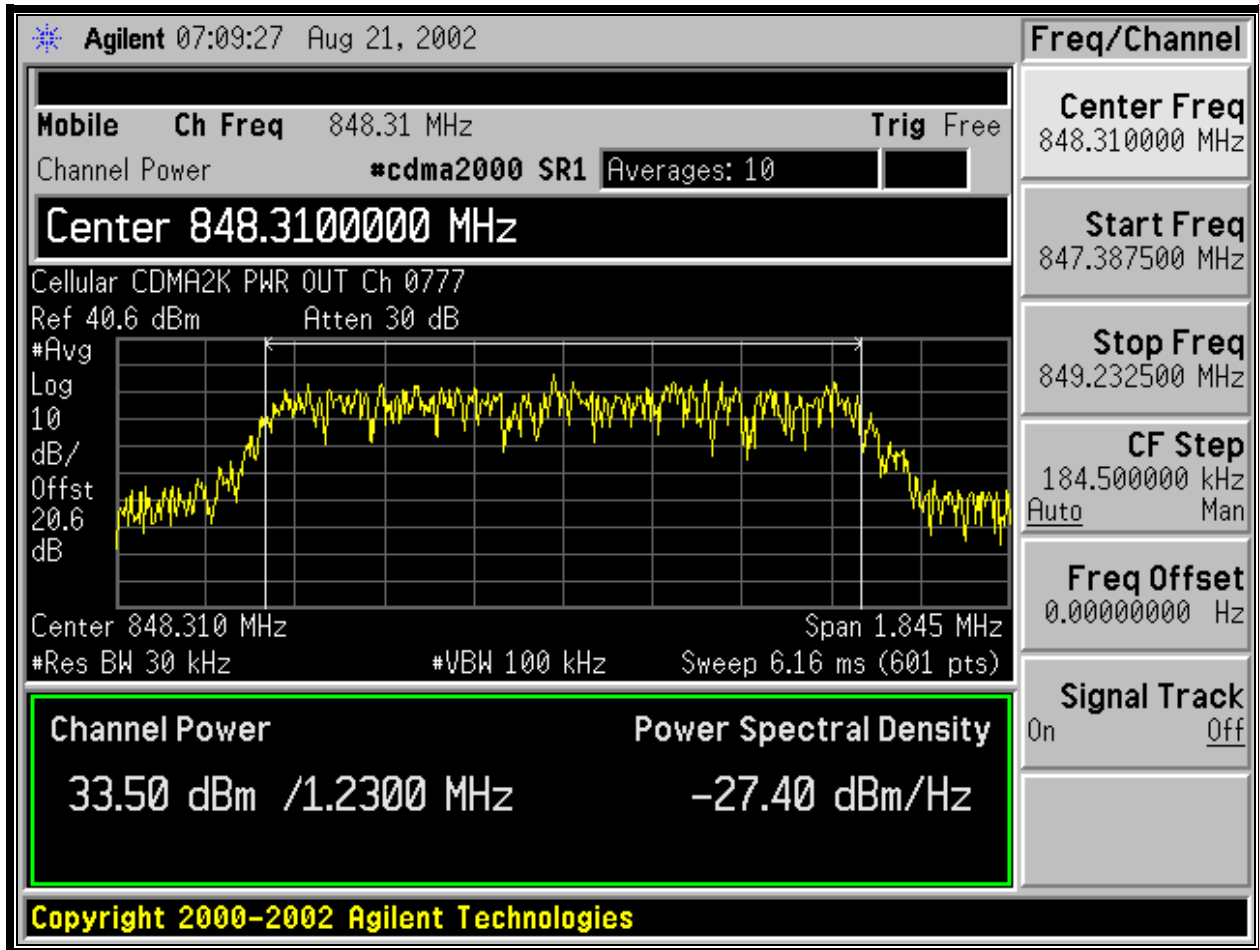 Agilent 07:09:27 Aug 21, 2002
Mobile Ch Freq 848.31 MHz Trig Free
Channel Power #cdma2000 SR1 Averages: 10
Center 848.3100000 MHz
Cellular CDMA2K PWR OUT Ch 0777
Ref 40.6 dBm Atten 30 dB
#Avg
Log
10
dB/
Offst
20.6
dB
Center 848.310 MHz Span 1.845 MHz
#Res BW 30 kHz #VBW 100 kHz Sweep 6.16 ms (601 pts)
Channel Power Power Spectral Density
33.50 dBm /1.2300 MHz -27.40 dBm/Hz
Copyright 2000-2002 Agilent Technologies
Freq/Channel
Center Freq
848.310000 MHz
Start Freq
847.387500 MHz
Stop Freq
849.232500 MHz
CF Step
184.500000 kHz
Auto Man
Freq Offset
0.00000000 Hz
Signal Track
On Off